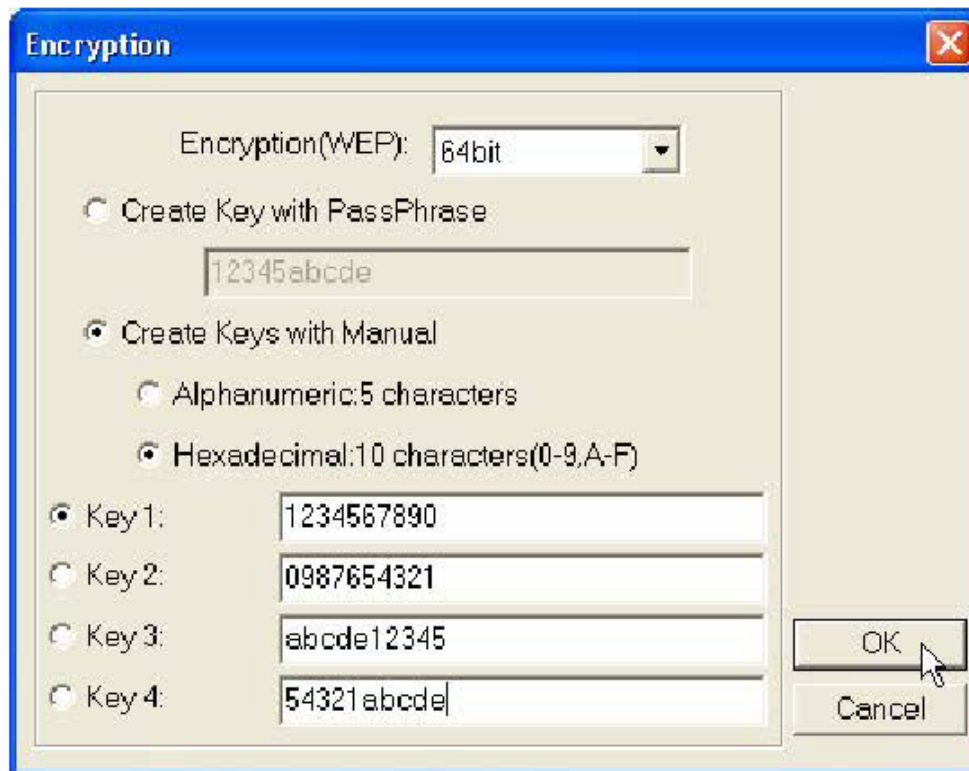 Encryption
Encryption(WEP): 64bit
Create Key with PassPhrase
12345abcde
Create Keys with Manual
Alphanumeric:5 characters
Hexadecimal:10 characters(0-9,A-F)
Key 1: 1234567890
Key 2: 0987654321
Key 3: abcde12345
OK
Key 4: 54321abcde
Cancel